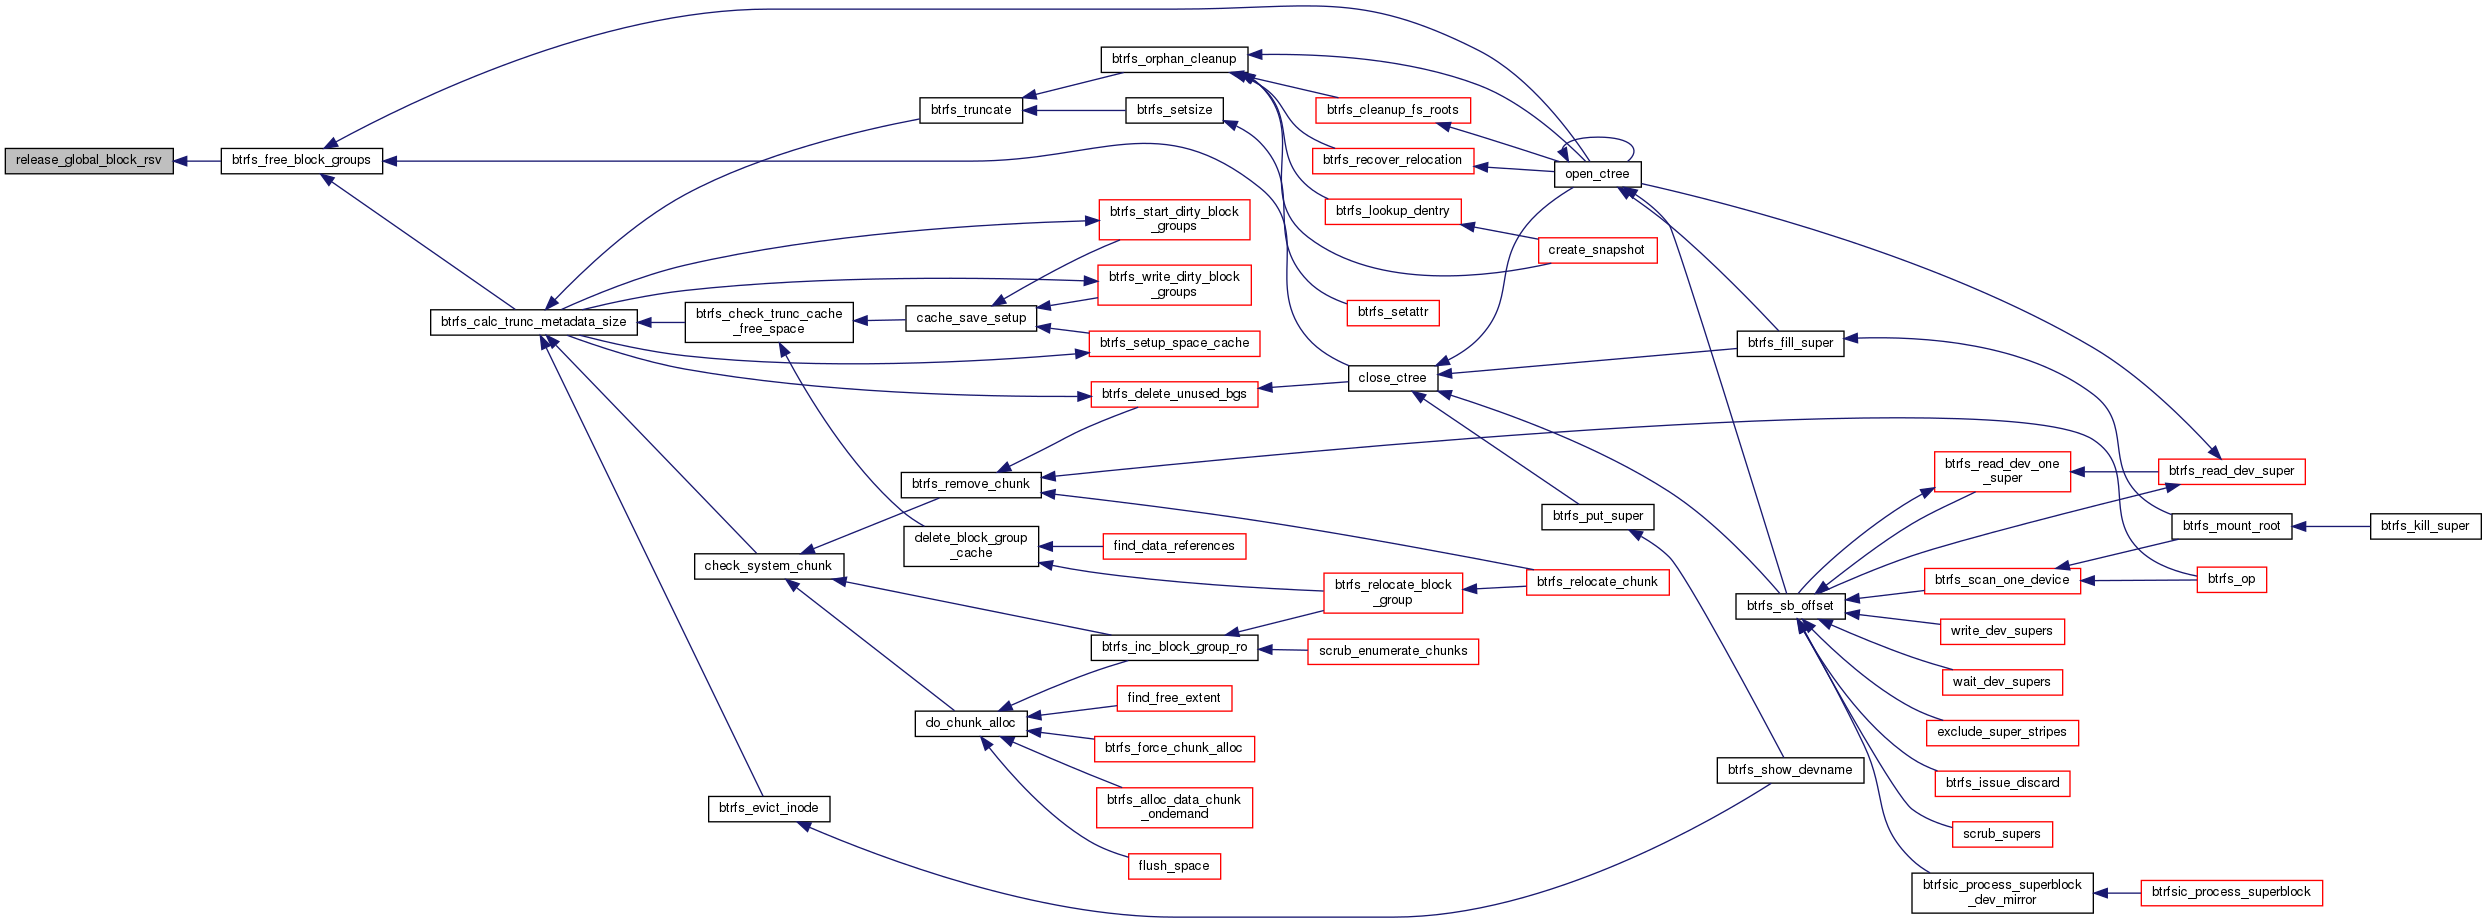 release_global_block_rsv
btrfs_free_block_groups
btrfs_calc_trunc_metadata_size
btrfs_truncate
btrfs_orphan_cleanup
btrfs_setsize
btrfs_cleanup_fs_roots
btrfs_recover_relocation
open_ctree
btrfs_lookup_dentry
create_snapshot
btrfs_setattr
btrfs_start_dirty_block
_groups
btrfs_write_dirty_block
_groups
btrfs_check_trunc_cache
_free_space
cache_save_setup
btrfs_setup_space_cache
btrfs_delete_unused_bgs
close_ctree
btrfs_fill_super
btrfs_remove_chunk
delete_block_group
_cache
find_data_references
check_system_chunk
btrfs_relocate_block
_group
btrfs_relocate_chunk
btrfs_inc_block_group_ro
scrub_enumerate_chunks
do_chunk_alloc
find_free_extent
btrfs_force_chunk_alloc
btrfs_alloc_data_chunk
_ondemand
flush_space
btrfs_evict_inode
btrfs_put_super
btrfs_show_devname
btrfs_read_dev_one
_super
btrfs_read_dev_super
btrfs_mount_root
btrfs_kill_super
btrfs_scan_one_device
btrfs_op
btrfs_sb_offset
write_dev_supers
wait_dev_supers
exclude_super_stripes
btrfs_issue_discard
scrub_supers
btrfsic_process_superblock
_dev_mirror
btrfsic_process_superblock